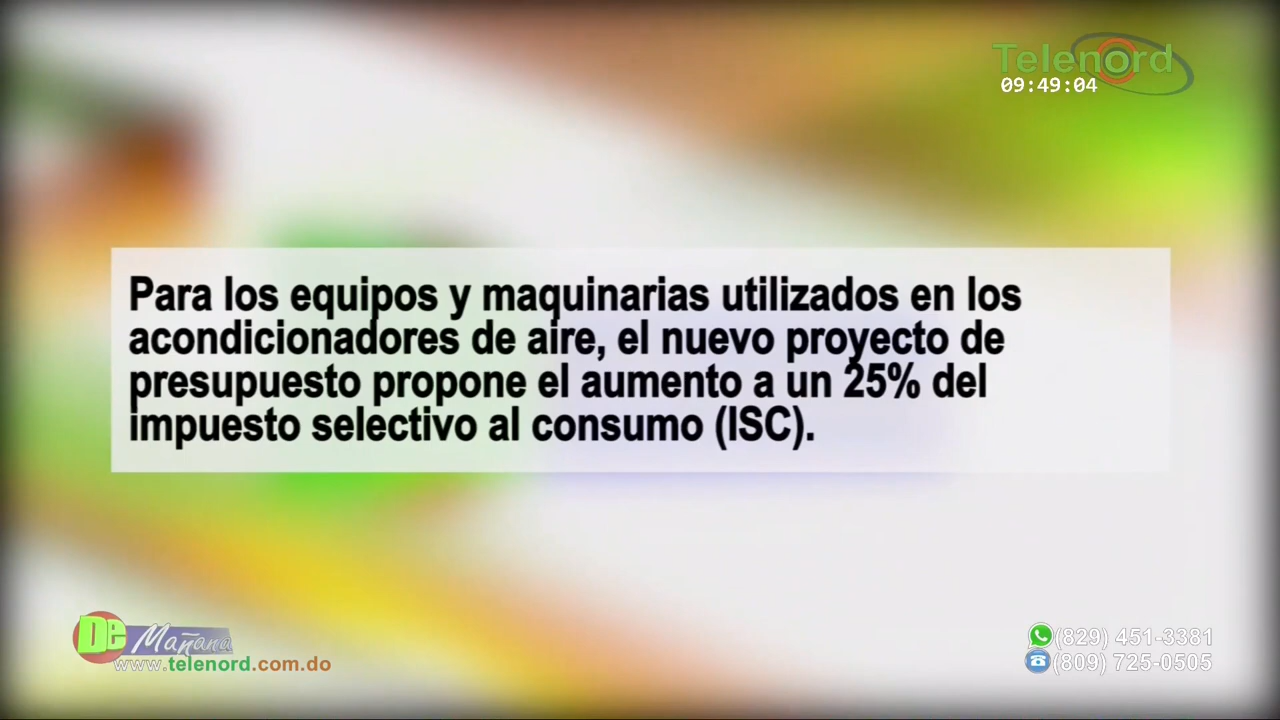 Telenord
09:49:04
Para los equipos y maquinarias utilizados en los
acondicionadores de aire, el nuevo proyecto de
presupuesto propone el aumento a un 25% del
impuesto selectivo al consumo (ISC).
De Mañana
www.telenord.com.do
(829) 451-3381
(809) 725-0505